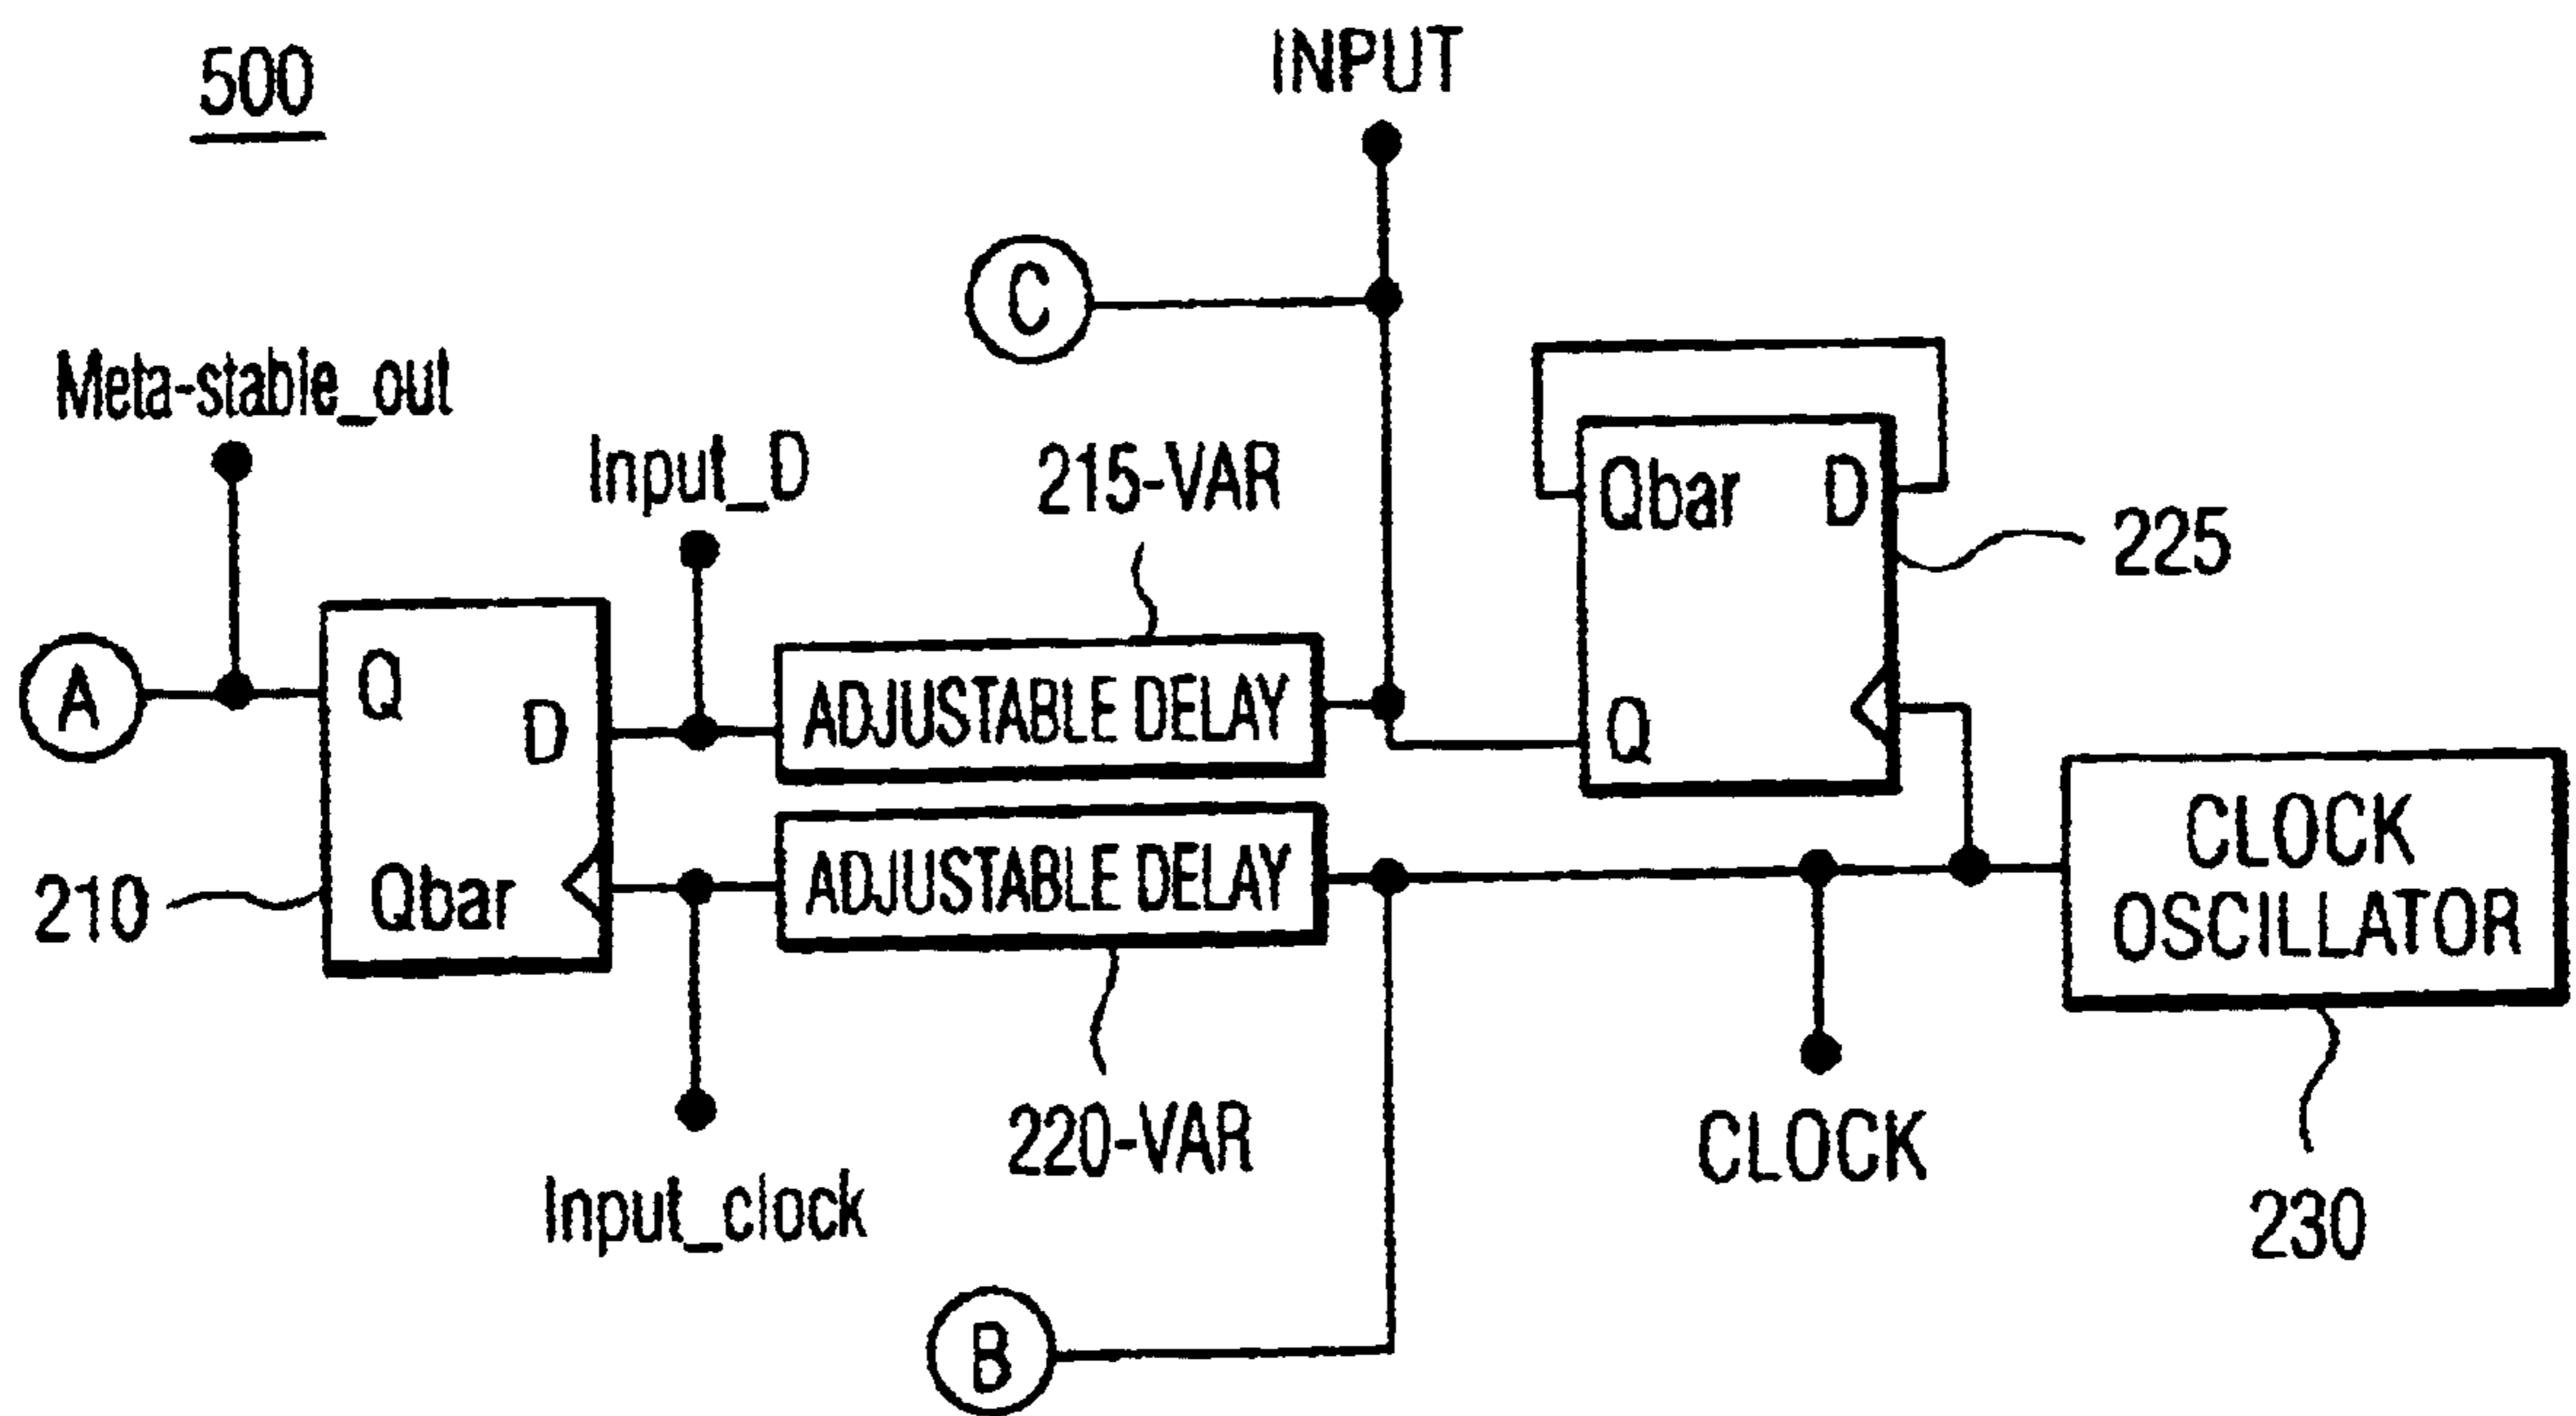 500
INPUT
C
Meta-stable_out
Input_D
215-VAR
Qbar D
225
A
Q
D
ADJUSTABLE DELAY
Q
210
Qbar
ADJUSTABLE DELAY
CLOCK
OSCILLATOR
Input_clock
220-VAR
CLOCK
230
B